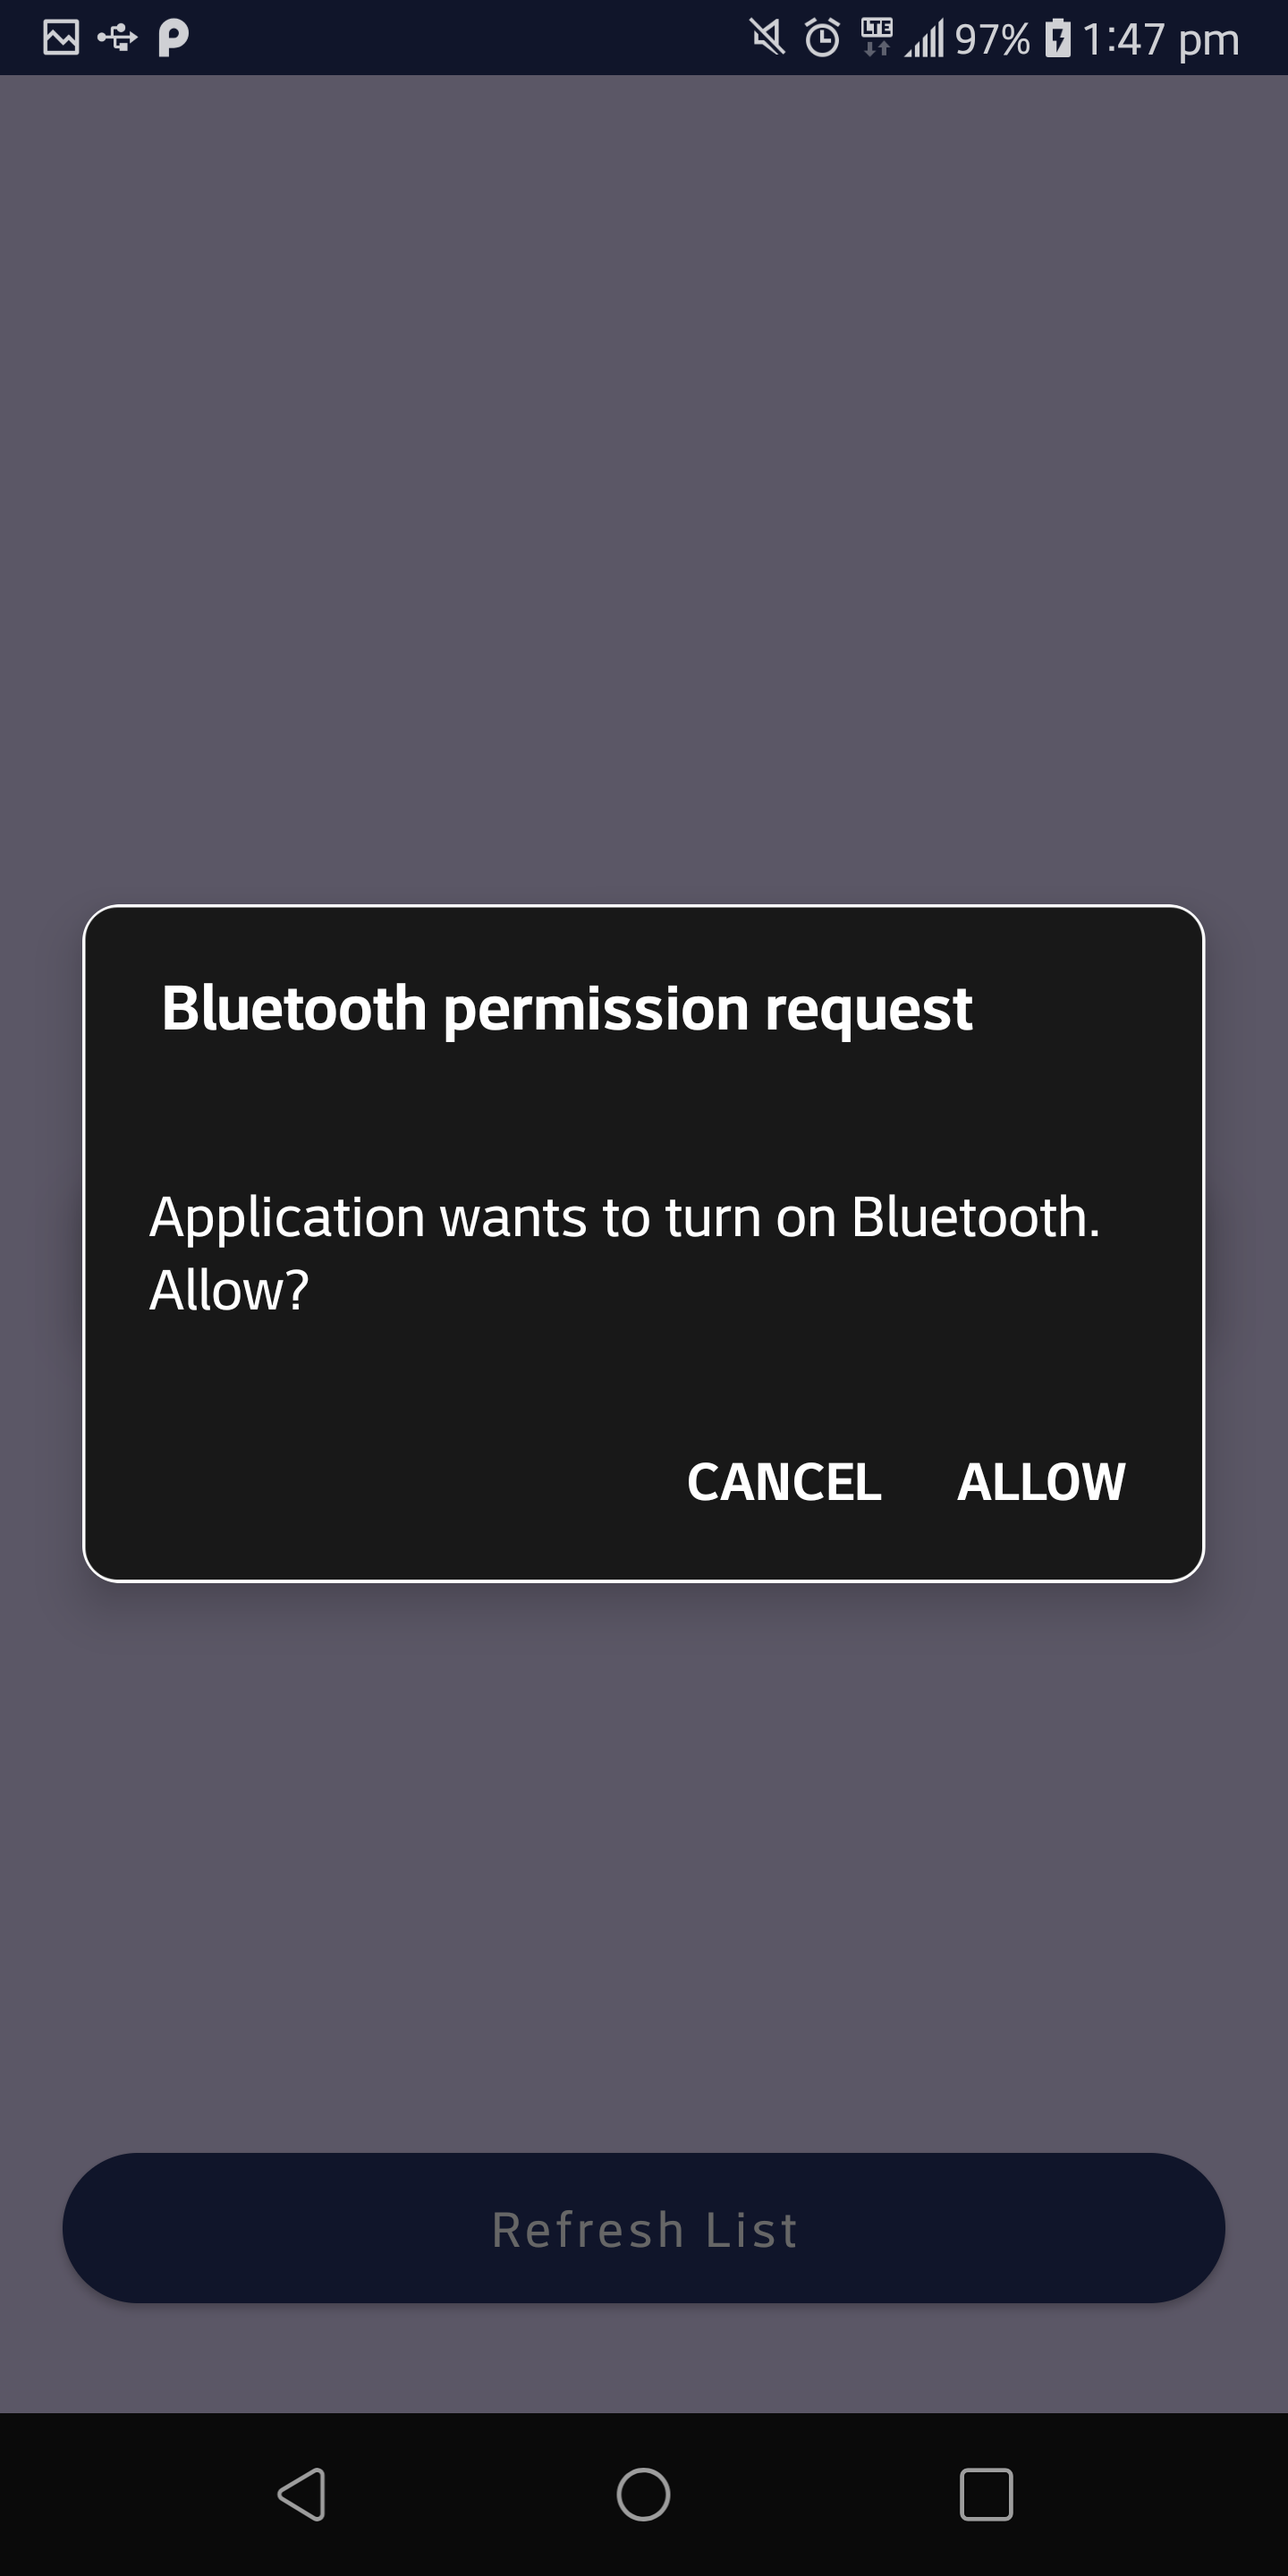 LTE 97% 1:47 pm
Bluetooth permission request
Application wants to turn on Bluetooth.
Allow?
CANCEL ALLOW
Refresh List